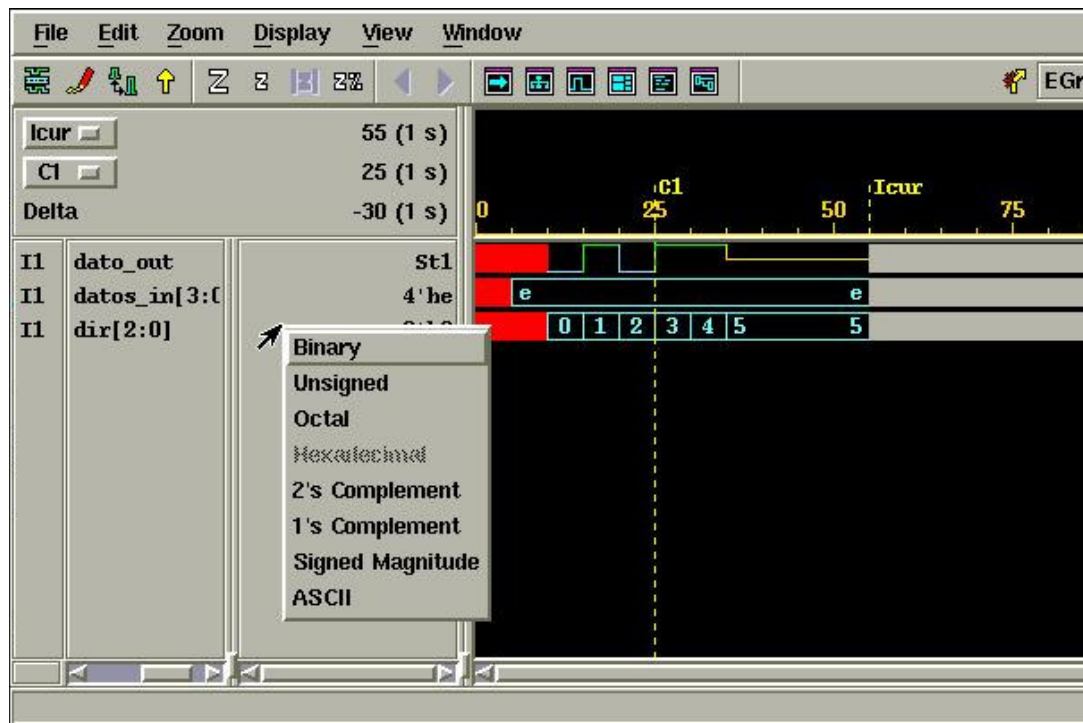 File Edit Zoom Display View Window
EGr
Icur 55 (1 s)
C1 25 (1 s)
Delta -30 (1 s)
C1 Icur
0 25 50 75
I1 dato_out St1
I1 datos_in[3:0 4'he e e
I1 dir[2:0] 0 1 2 3 4 5 5
Binary
Unsigned
Octal
Hexadecimal
2's Complement
1's Complement
Signed Magnitude
ASCII